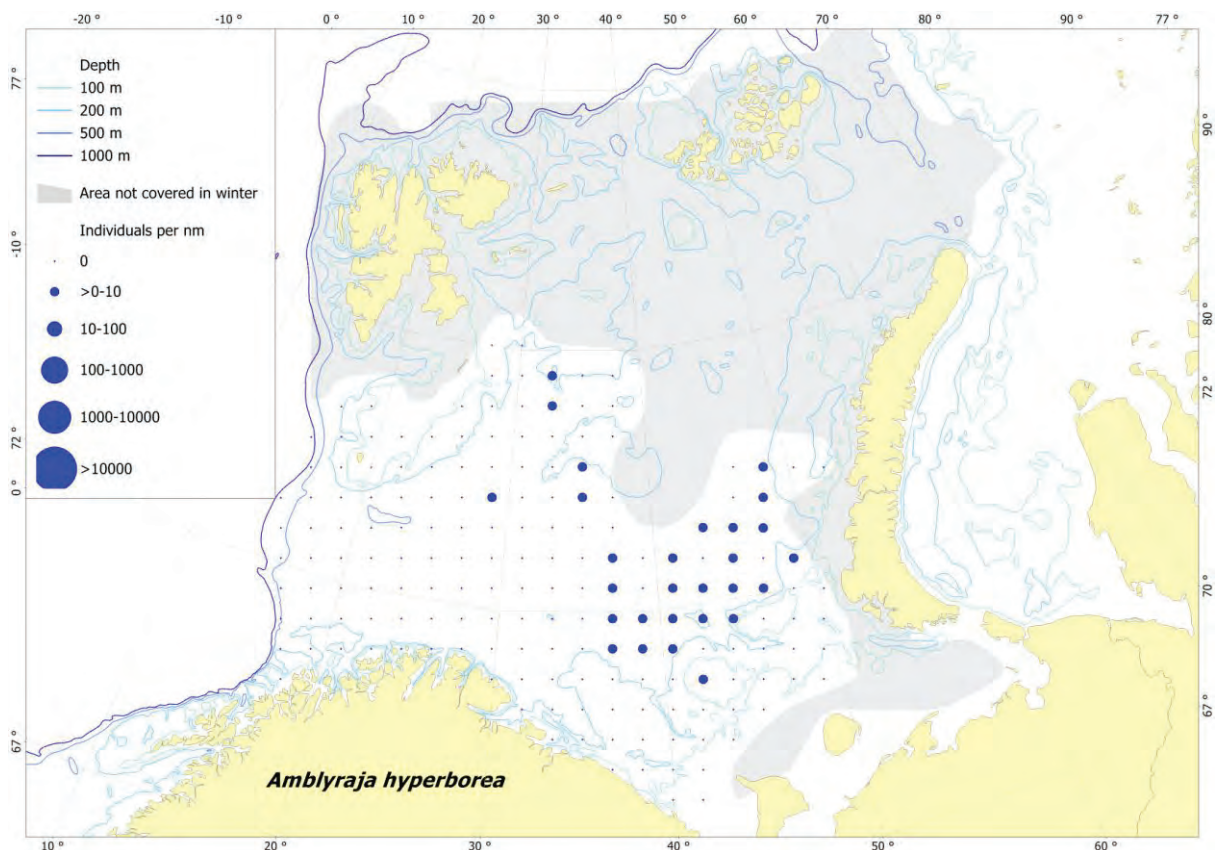 -20 ° -10 ° 0 ° 10 ° 20 ° 30 ° 40 ° 50 ° 60 ° 70 ° 80 ° 90 ° 77 °
77 °
-10 °
72 °
0 °
67 °
Depth
100 m
200 m
500 m
1000 m
Area not covered in winter
Individuals per nm
0
>0-10
10-100
100-1000
1000-10000
>10000
90 °
80 °
72 °
70 °
67 °
Amblyraja hyperborea
10 ° 20 ° 30 ° 40 ° 50 ° 60 °